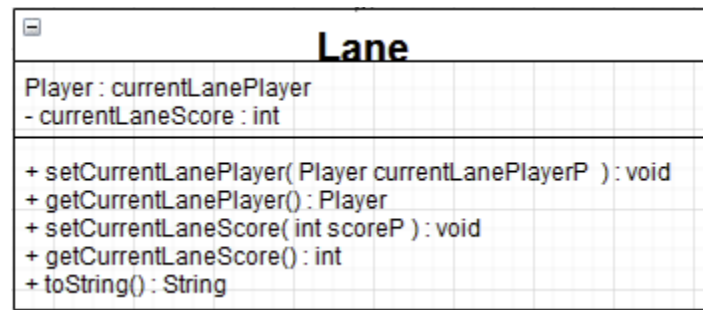 Lane
Player : currentLanePlayer
- currentLaneScore : int
+ setCurrentLanePlayer( Player currentLanePlayerP ) : void
+ getCurrentLanePlayer() : Player
+ setCurrentLaneScore( int scoreP ) : void
+ getCurrentLaneScore() : int
+ toString() : String